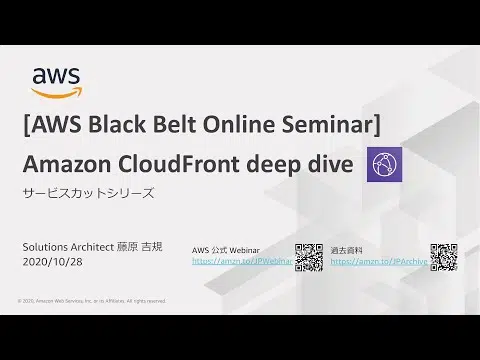 aws
[AWS Black Belt Online Seminar]
Amazon CloudFront deep dive
サービスカットシリーズ
Solutions Architect 藤原 吉規
2020/10/28
AWS 公式 Webinar
https://amzn.to/JPWebinar
過去資料
https://amzn.to/JPArchive
© 2020, Amazon Web Services, Inc. or its Affiliates. All rights reserved.